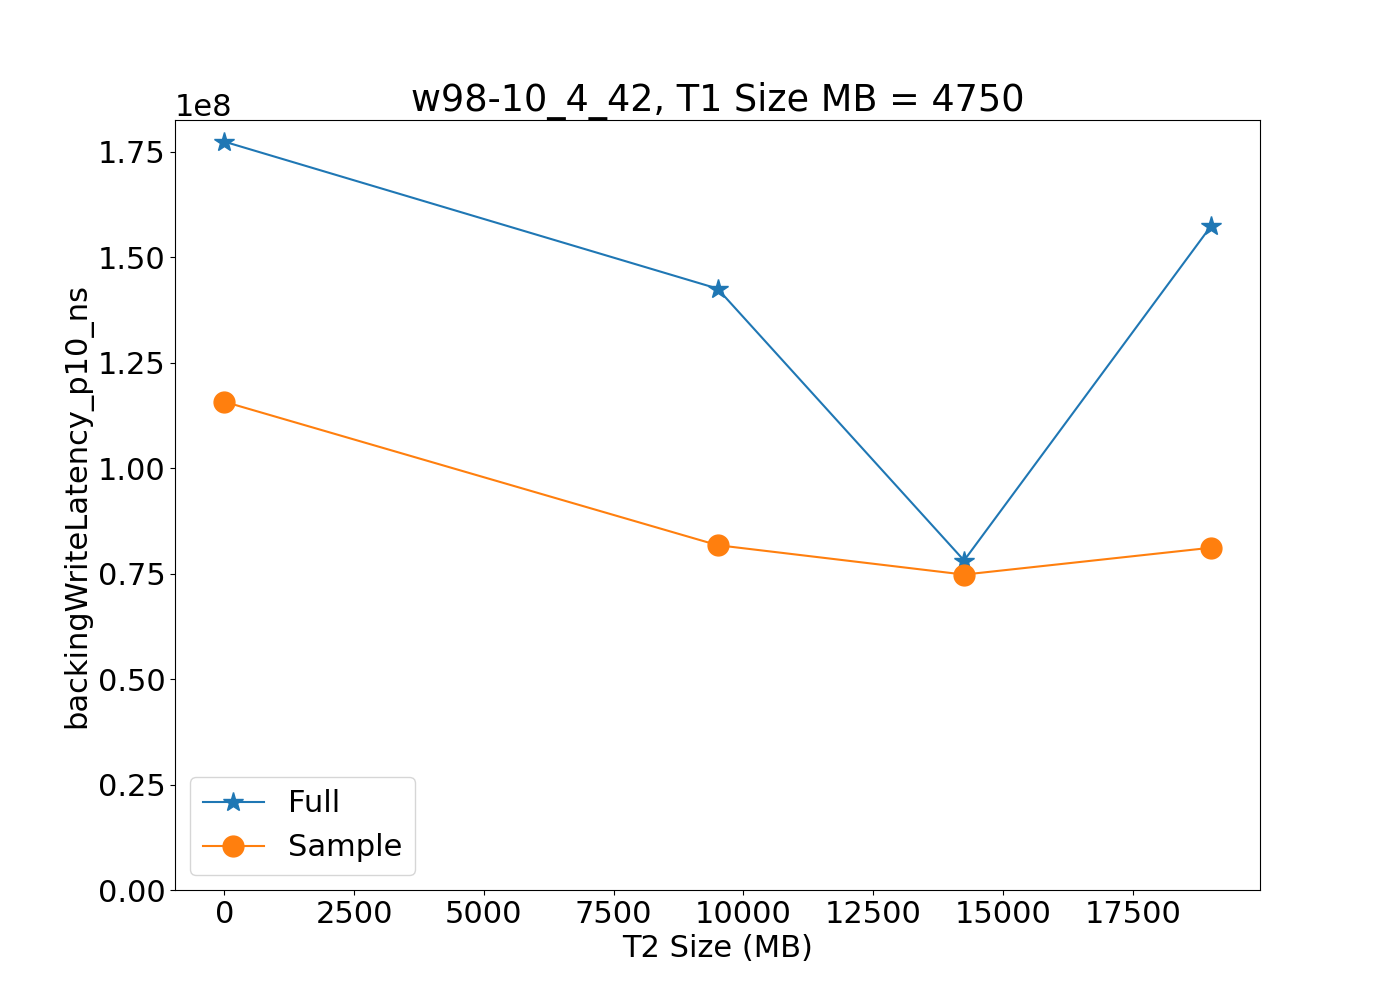 w98-10_4_42, T1 Size MB = 4750
1e8
1.75
1.50
1.25
1.00
0.75
0.50
0.25
0.00
backingWriteLatency_p10_ns
Full
Sample
0 2500 5000 7500 10000 12500 15000 17500
T2 Size (MB)